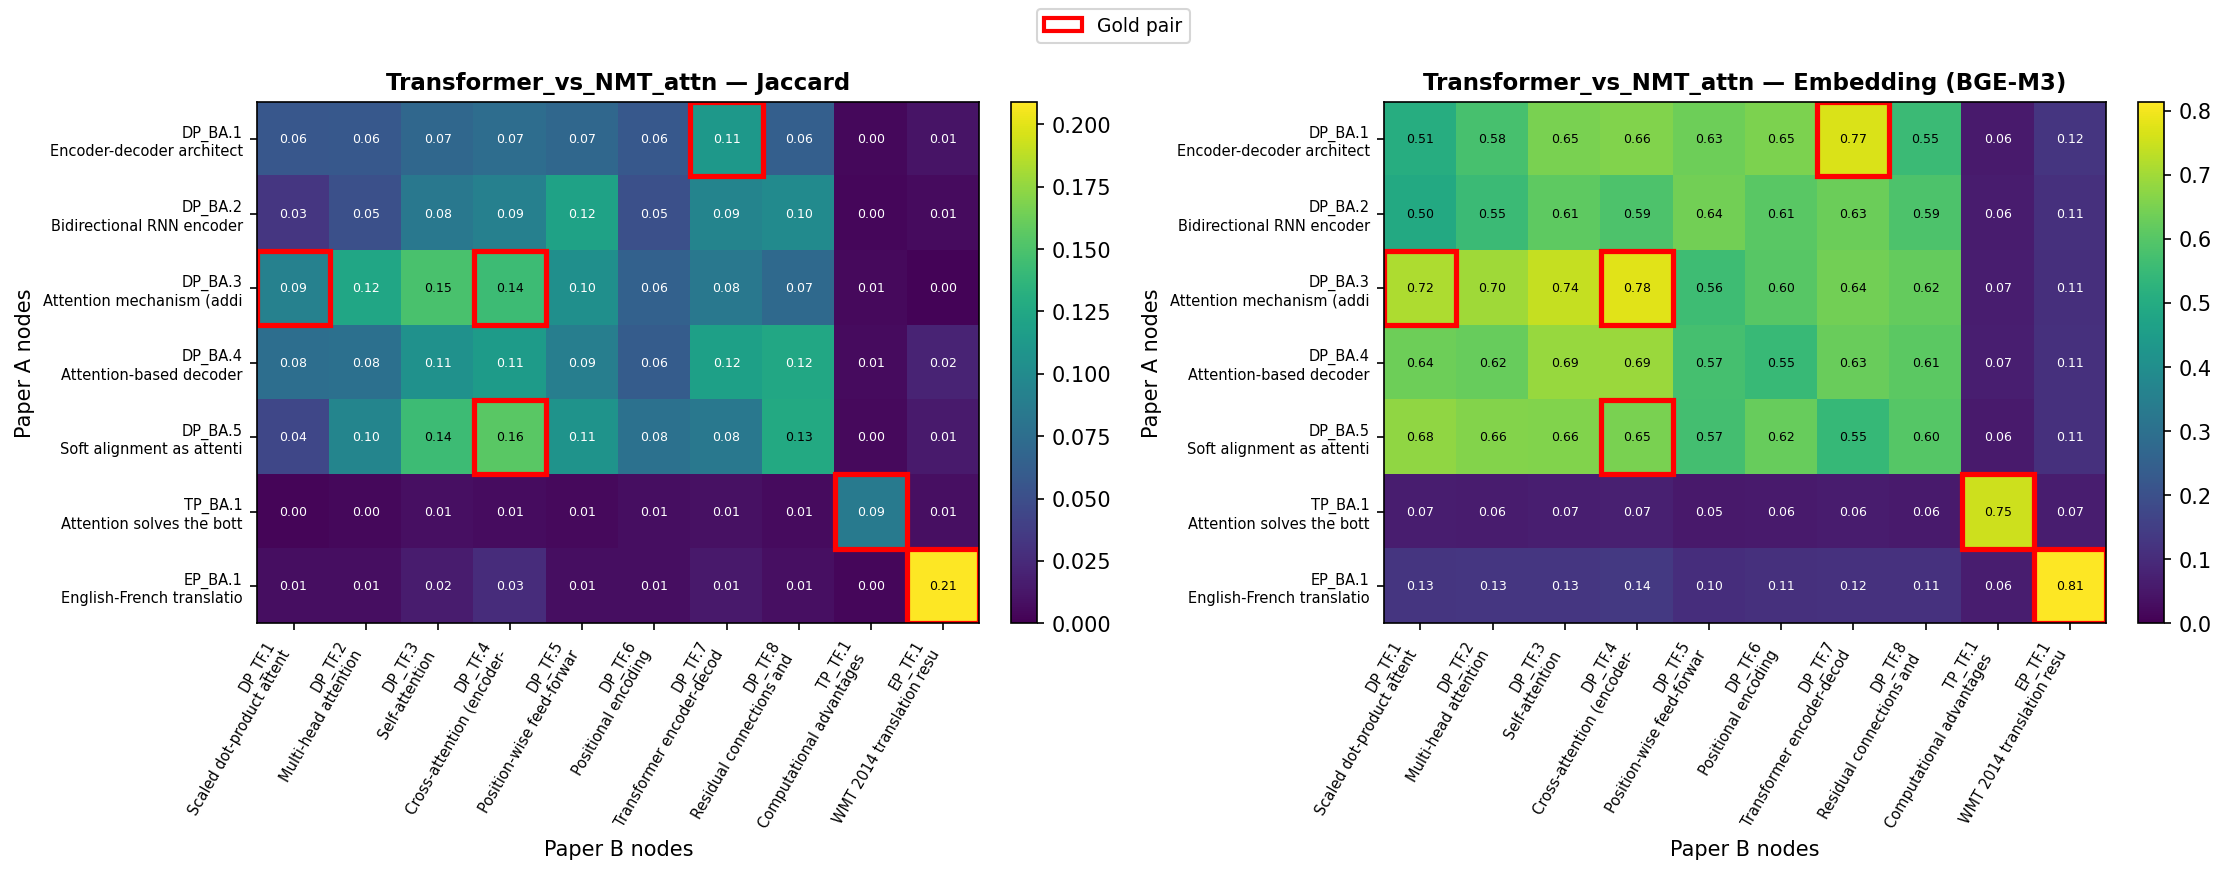 Gold pair
Transformer_vs_NMT_attn — Jaccard
Paper A nodes
DP_BA.1
Encoder-decoder architect
0.06 0.06 0.07 0.07 0.07 0.06 0.11 0.06 0.00 0.01
DP_BA.2
Bidirectional RNN encoder
0.03 0.05 0.08 0.09 0.12 0.05 0.09 0.10 0.00 0.01
DP_BA.3
Attention mechanism (addi
0.09 0.12 0.15 0.14 0.10 0.06 0.08 0.07 0.01 0.00
DP_BA.4
Attention-based decoder
0.08 0.08 0.11 0.11 0.09 0.06 0.12 0.12 0.01 0.02
DP_BA.5
Soft alignment as attenti
0.04 0.10 0.14 0.16 0.11 0.08 0.08 0.13 0.00 0.01
TP_BA.1
Attention solves the bott
0.00 0.00 0.01 0.01 0.01 0.01 0.01 0.01 0.09 0.01
EP_BA.1
English-French translatio
0.01 0.01 0.02 0.03 0.01 0.01 0.01 0.01 0.00 0.21
DP_TF.1
Scaled dot-product attent
DP_TF.2
Multi-head attention
DP_TF.3
Self-attention
DP_TF.4
Cross-attention (encoder-
DP_TF.5
Position-wise feed-forwar
DP_TF.6
Positional encoding
DP_TF.7
Transformer encoder-decod
DP_TF.8
Residual connections and
TP_TF.1
Computational advantages
EP_TF.1
WMT 2014 translation resu
Paper B nodes
0.200
0.175
0.150
0.125
0.100
0.075
0.050
0.025
0.000
Transformer_vs_NMT_attn — Embedding (BGE-M3)
Paper A nodes
DP_BA.1
Encoder-decoder architect
0.51 0.58 0.65 0.66 0.63 0.65 0.77 0.55 0.06 0.12
DP_BA.2
Bidirectional RNN encoder
0.50 0.55 0.61 0.59 0.64 0.61 0.63 0.59 0.06 0.11
DP_BA.3
Attention mechanism (addi
0.72 0.70 0.74 0.78 0.56 0.60 0.64 0.62 0.07 0.11
DP_BA.4
Attention-based decoder
0.64 0.62 0.69 0.69 0.57 0.55 0.63 0.61 0.07 0.11
DP_BA.5
Soft alignment as attenti
0.68 0.66 0.66 0.65 0.57 0.62 0.55 0.60 0.06 0.11
TP_BA.1
Attention solves the bott
0.07 0.06 0.07 0.07 0.05 0.06 0.06 0.06 0.75 0.07
EP_BA.1
English-French translatio
0.13 0.13 0.13 0.14 0.10 0.11 0.12 0.11 0.06 0.81
DP_TF.1
Scaled dot-product attent
DP_TF.2
Multi-head attention
DP_TF.3
Self-attention
DP_TF.4
Cross-attention (encoder-
DP_TF.5
Position-wise feed-forwar
DP_TF.6
Positional encoding
DP_TF.7
Transformer encoder-decod
DP_TF.8
Residual connections and
TP_TF.1
Computational advantages
EP_TF.1
WMT 2014 translation resu
Paper B nodes
0.8
0.7
0.6
0.5
0.4
0.3
0.2
0.1
0.0